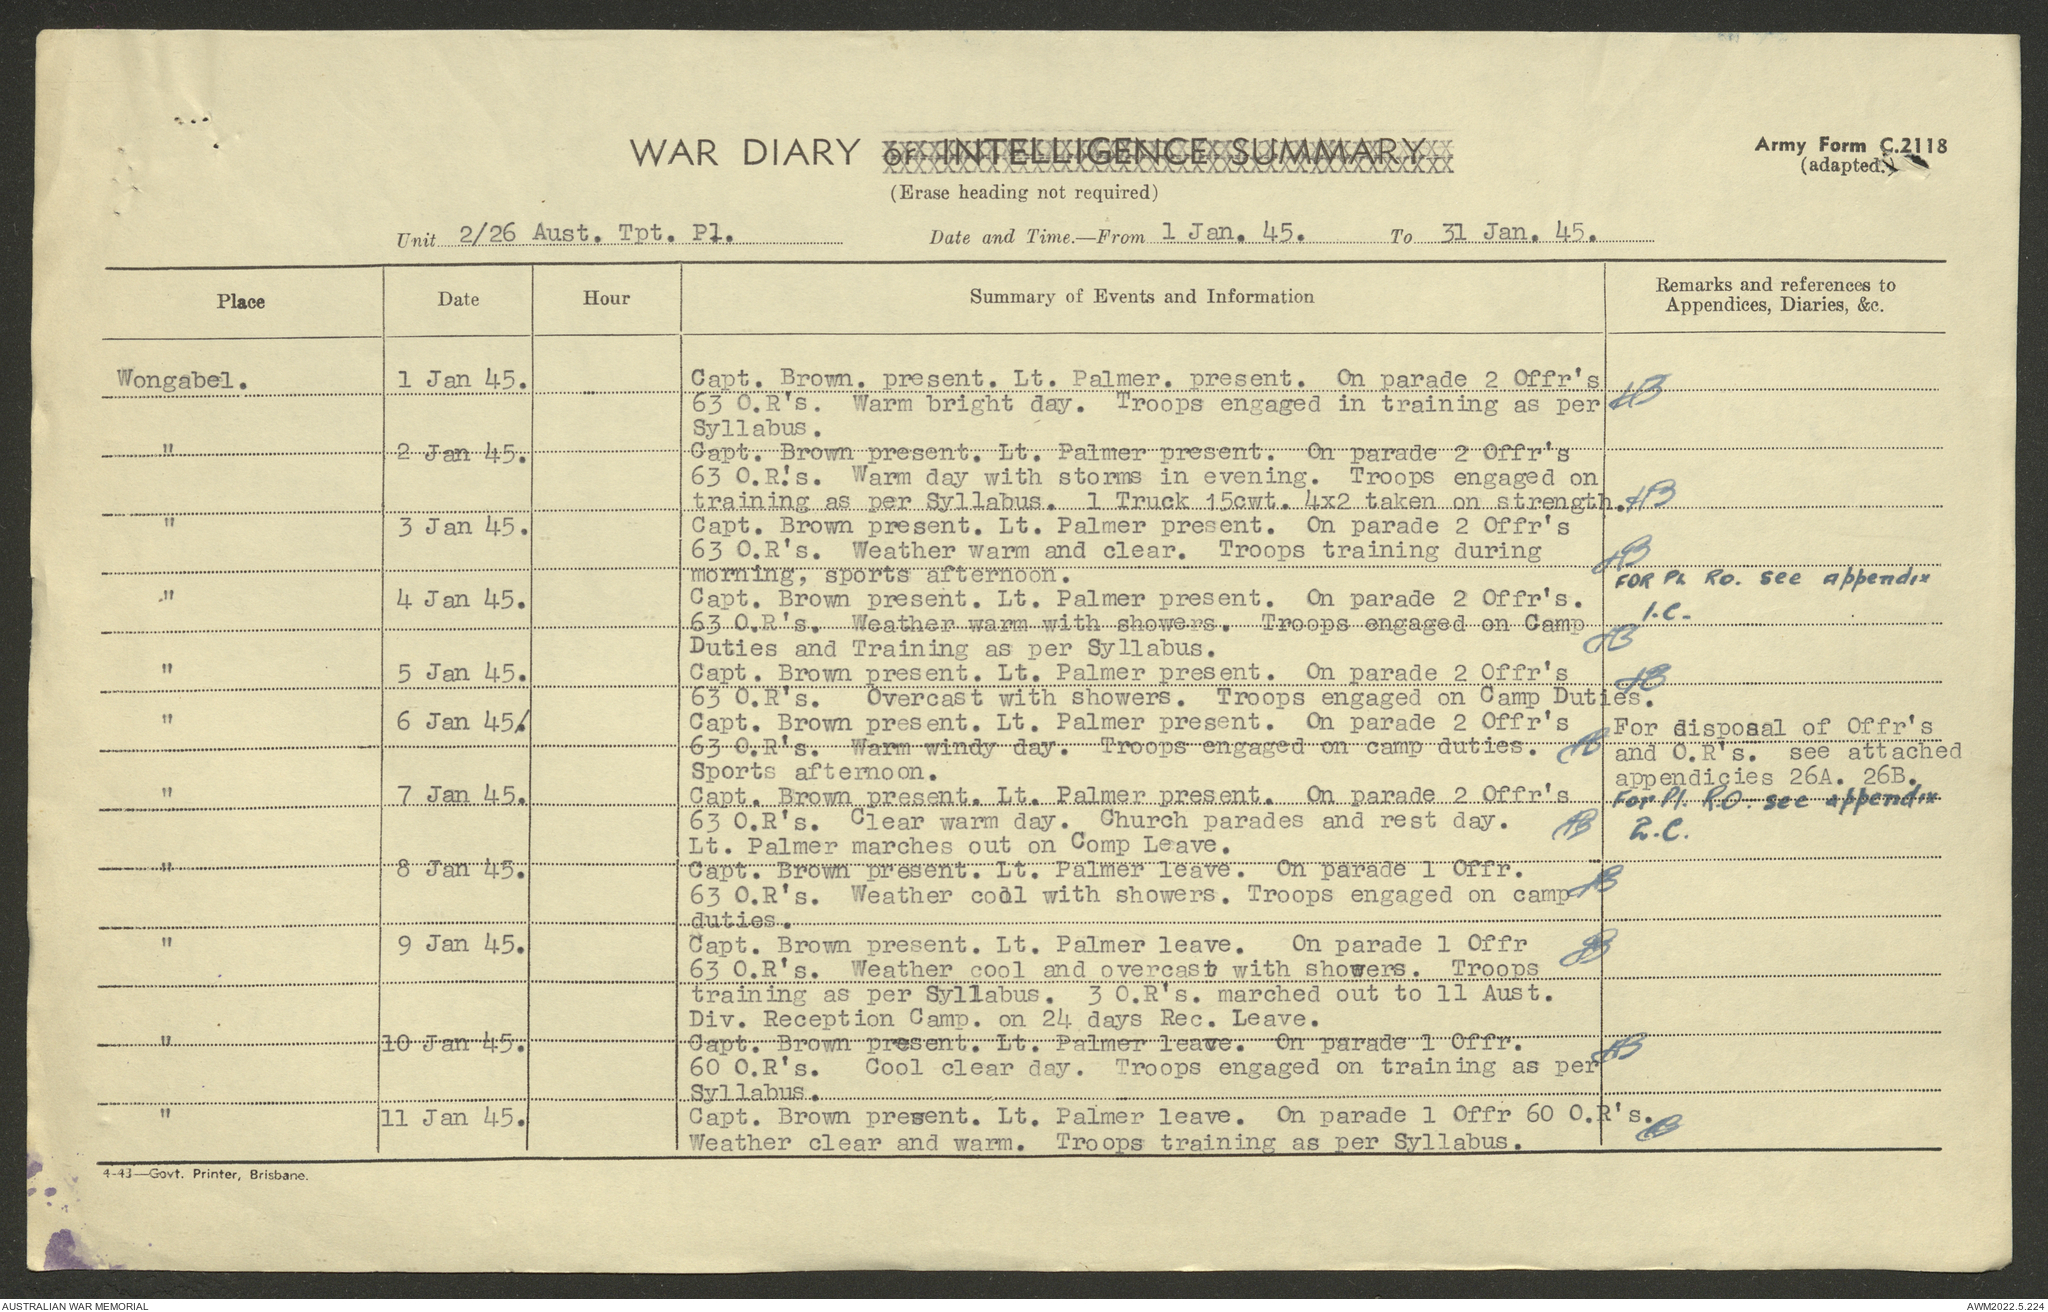 WAR DIARY or INTELLIGENCE SUMMARY.
Army Form C.2118
(adapted.)
(Erase heading not required)
Unit 2/26 Aust. Tpt. Pl. Date and Time.—From 1 Jan. 45. To 31 Jan. 45.
Place Date Hour Summary of Events and Information Remarks and references to
Appendices, Diaries, &c.
Wongabel. 1 Jan 45. Capt. Brown. present. Lt. Palmer. present. On parade 2 Offr's
63 O.R's. Warm bright day. Troops engaged in training as per HB
Syllabus.
" 2 Jan 45. Capt. Brown present. Lt. Palmer present. On parade 2 Offr's
63 O.R's. Warm day with storms in evening. Troops engaged on
training as per Syllabus. 1 Truck 15cwt. 4x2 taken on strength. HB
" 3 Jan 45. Capt. Brown present. Lt. Palmer present. On parade 2 Offr's
63 O.R's. Weather warm and clear. Troops training during HB
morning, sports afternoon. FOR Pl. Ro. see appendix
" 4 Jan 45. Capt. Brown present. Lt. Palmer present. On parade 2 Offr's. 1.C.
63 O.R's. Weather warm with showers. Troops engaged on Camp
Duties and Training as per Syllabus. HB
" 5 Jan 45. Capt. Brown present. Lt. Palmer present. On parade 2 Offr's HB
63 O.R's. Overcast with showers. Troops engaged on Camp Duties.
" 6 Jan 45. Capt. Brown present. Lt. Palmer present. On parade 2 Offr's For disposal of Offr's
63 O.R's. Warm windy day. Troops engaged on camp duties. HB and O.R's. see attached
Sports afternoon. appendicies 26A. 26B.
" 7 Jan 45. Capt. Brown present. Lt. Palmer present. On parade 2 Offr's For Pl. R.O. see appendix
63 O.R's. Clear warm day. Church parades and rest day. HB 2.C.
Lt. Palmer marches out on Comp Leave.
" 8 Jan 45. Capt. Brown present. Lt. Palmer leave. On parade 1 Offr.
63 O.R's. Weather cool with showers. Troops engaged on camp HB
duties.
" 9 Jan 45. Capt. Brown present. Lt. Palmer leave. On parade 1 Offr HB
63 O.R's. Weather cool and overcast with showers. Troops
training as per Syllabus. 3 O.R's. marched out to 11 Aust.
Div. Reception Camp. on 24 days Rec. Leave.
" 10 Jan 45. Capt. Brown present. Lt. Palmer leave. On parade 1 Offr. HB
60 O.R's. Cool clear day. Troops engaged on training as per
Syllabus.
" 11 Jan 45. Capt. Brown present. Lt. Palmer leave. On parade 1 Offr 60 O.R's. HB
Weather clear and warm. Troops training as per Syllabus.
4-43—Govt. Printer, Brisbane.
AUSTRALIAN WAR MEMORIAL
AWM2022.5.224